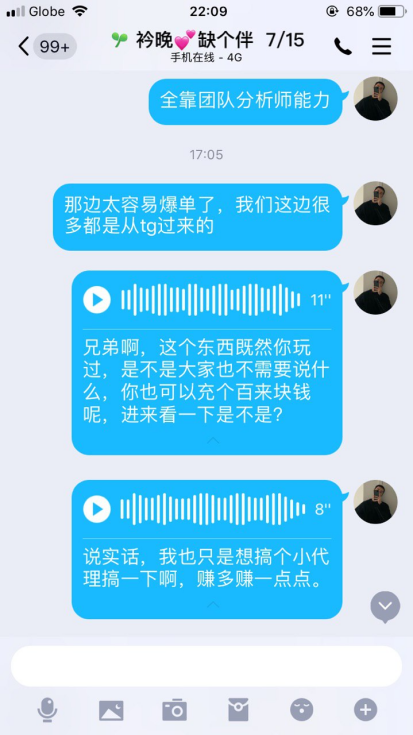 Globe 22:09 68%
99+ 衿晚💕缺个伴 7/15
手机在线 - 4G
全靠团队分析师能力
17:05
那边太容易爆单了，我们这边很
多都是从tg过来的
11''
兄弟啊，这个东西既然你玩
过，是不是大家也不需要说什
么，你也可以充个百来块钱
呢，进来看一下是不是?
8''
说实话，我也只是想搞个小代
理搞一下啊，赚多赚一点点。